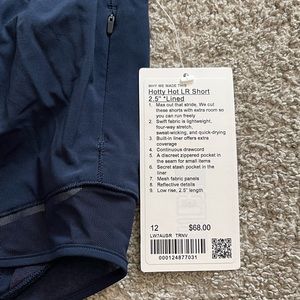 WHY WE MADE THIS
Hotty Hot LR Short
2.5" *Lined
1. Max out that stride, We cut
these shorts with extra room so
you can run freely
2. Swift fabric is lightweight,
four-way stretch,
sweat-wicking, and quick-drying
3. Built-in liner offers extra
coverage
4. Continuous drawcord
5. A discreet zippered pocket in the
seam for small items
6. Secret stash pocket in the
liner
7. Mesh fabric panels
8. Reflective details
9. Low rise, 2.5" length
12 $68.00
LW7AUSR TRNV
000124877031